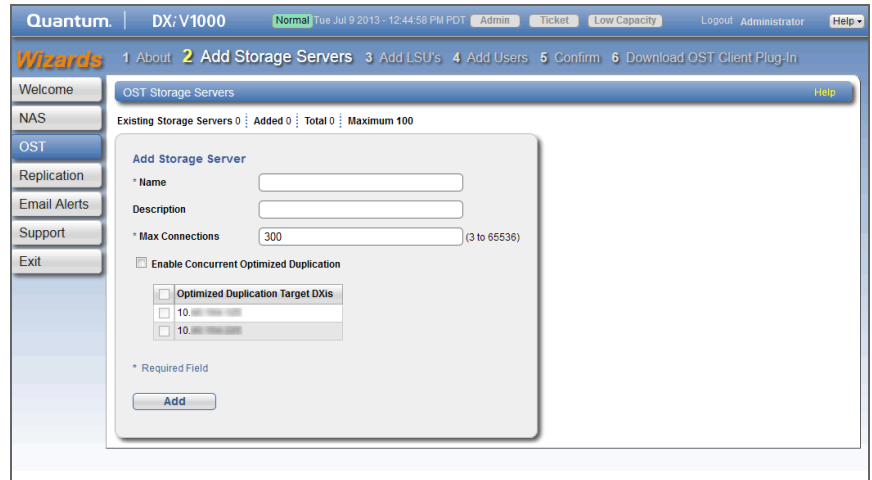 Quantum. DXi V1000 Normal Tue Jul 9 2013 - 12:44:58 PM PDT Admin Ticket Low Capacity Logout Administrator Help
Wizards 1 About 2 Add Storage Servers 3 Add LSU's 4 Add Users 5 Confirm 6 Download OST Client Plug-In
Welcome
NAS
OST
Replication
Email Alerts
Support
Exit
OST Storage Servers Help
Existing Storage Servers 0 Added 0 Total 0 Maximum 100
Add Storage Server
* Name
Description
* Max Connections 300 (3 to 65536)
Enable Concurrent Optimized Duplication
Optimized Duplication Target DXis
10.
10.
* Required Field
Add